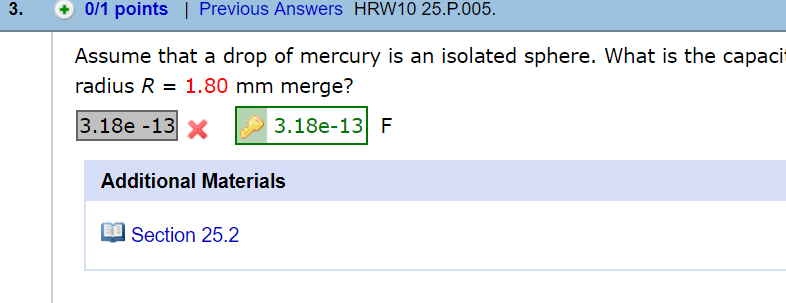 3. 0/1 points | Previous Answers HRW10 25.P.005.
Assume that a drop of mercury is an isolated sphere. What is the
radius R = 1.80 mm merge?
3.18e -13 3.18e-13 F
Additional Materials
Section 25.2